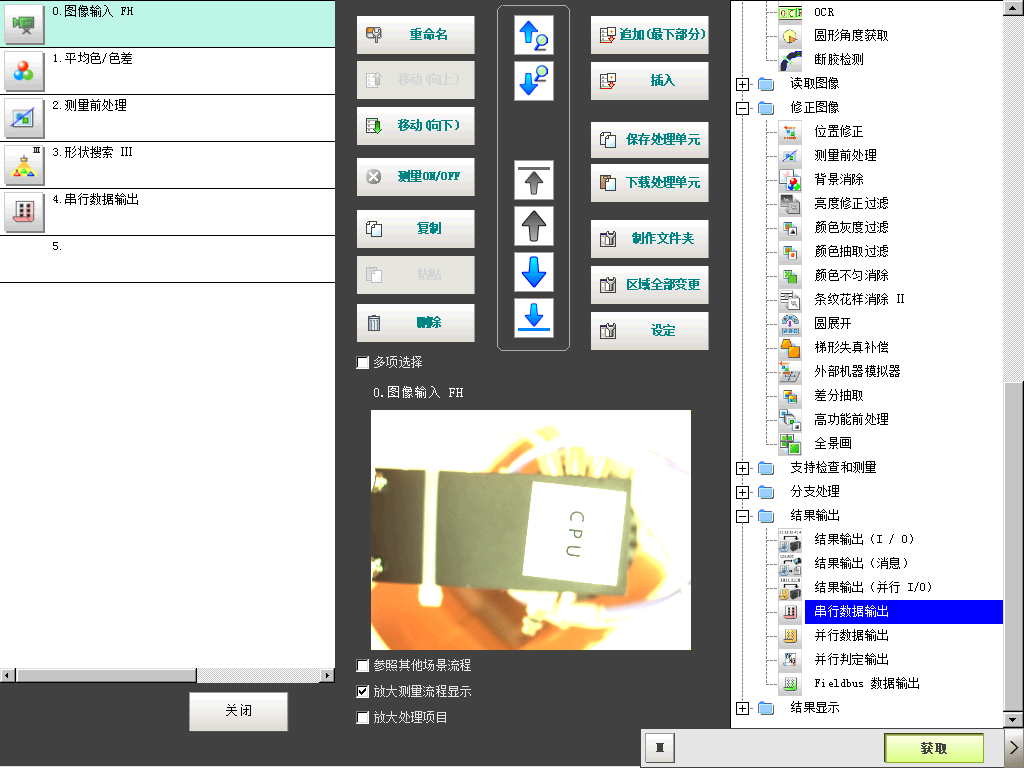 0.图像输入 FH
1.平均色/色差
2.测量前处理
3.形状搜索 III
4.串行数据输出
5.
关闭
重命名
移动(向上)
移动(向下)
测量ON/OFF
复制
粘贴
删除
多项选择
0.图像输入 FH
CPU
参照其他场景流程
放大测量流程显示
放大处理项目
追加(最下部分)
插入
保存处理单元
下载处理单元
制作文件夹
区域全部变更
设定
OCR
圆形角度获取
断胶检测
读取图像
修正图像
位置修正
测量前处理
背景消除
亮度修正过滤
颜色灰度过滤
颜色抽取过滤
颜色不匀消除
条纹花样消除 II
圆展开
梯形失真补偿
外部机器模拟器
差分抽取
高功能前处理
全景画
支持检查和测量
分支处理
结果输出
结果输出(I / O)
结果输出(消息)
结果输出(并行 I/O)
串行数据输出
并行数据输出
并行判定输出
Fieldbus 数据输出
结果显示
获取